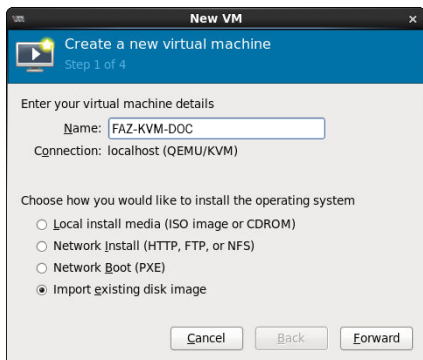 New VM
Create a new virtual machine
Step 1 of 4
Enter your virtual machine details
Name: FAZ-KVM-DOC
Connection: localhost (QEMU/KVM)
Choose how you would like to install the operating system
Local install media (ISO image or CDROM)
Network Install (HTTP, FTP, or NFS)
Network Boot (PXE)
Import existing disk image
Cancel Back Forward